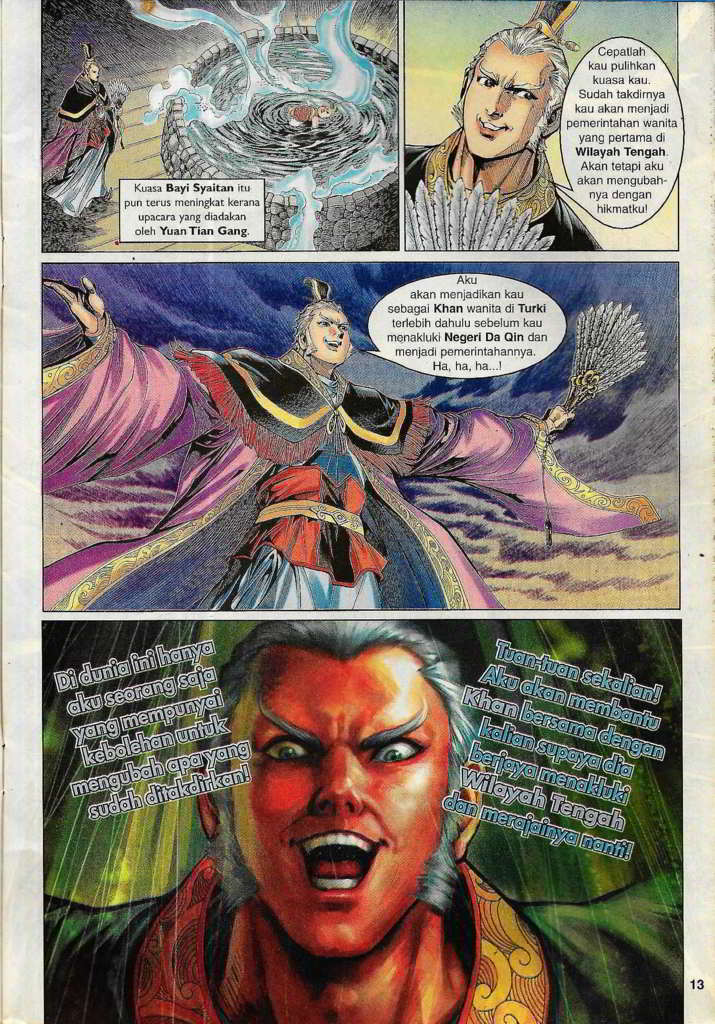 Kuasa Bayi Syaitan itu
pun terus meningkat kerana
upacara yang diadakan
oleh Yuan Tian Gang.
Cepatlah
kau pulihkan
kuasa kau.
Sudah takdirnya
kau akan menjadi
pemerintahan wanita
yang pertama di
Wilayah Tengah.
Akan tetapi aku
akan mengubah-
nya dengan
hikmatku!
Aku
akan menjadikan kau
sebagai Khan wanita di Turki
terlebih dahulu sebelum kau
menakluki Negeri Da Qin dan
menjadi pemerintahannya.
Ha, ha, ha...!
Di dunia ini hanya
aku seorang saja
yang mempunyai
kebolehan untuk
mengubah apa yang
sudah ditakdirkan!
Tuan-tuan sekalian!
Aku akan membantu
Khan bersama dengan
kalian supaya dia
berjaya menakluki
Wilayah Tengah
dan merajainya nanti!
13